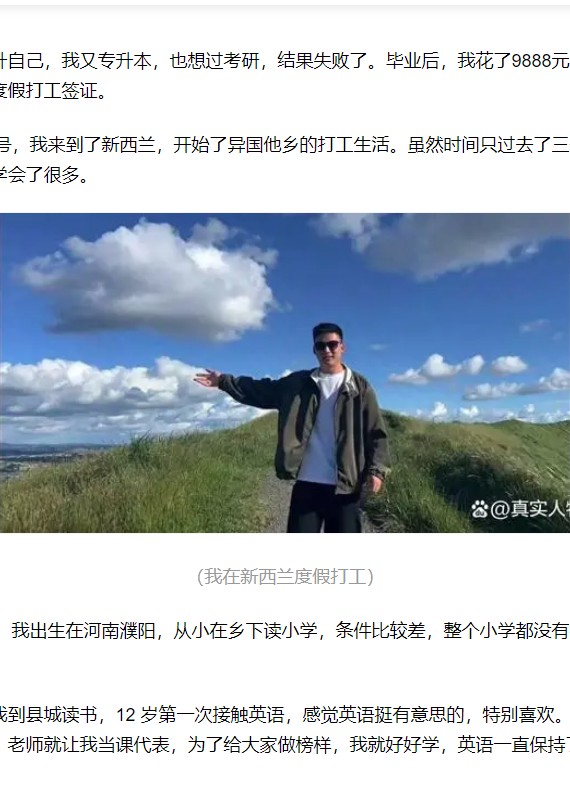 升自己，我又专升本，也想过考研，结果失败了。毕业后，我花了9888元
度假打工签证。
号，我来到了新西兰，开始了异国他乡的打工生活。虽然时间只过去了三
学会了很多。
@真实人物
(我在新西兰度假打工)
我出生在河南濮阳，从小在乡下读小学，条件比较差，整个小学都没有
我到县城读书，12 岁第一次接触英语，感觉英语挺有意思的，特别喜欢。
老师就让我当课代表，为了给大家做榜样，我就好好学，英语一直保持了